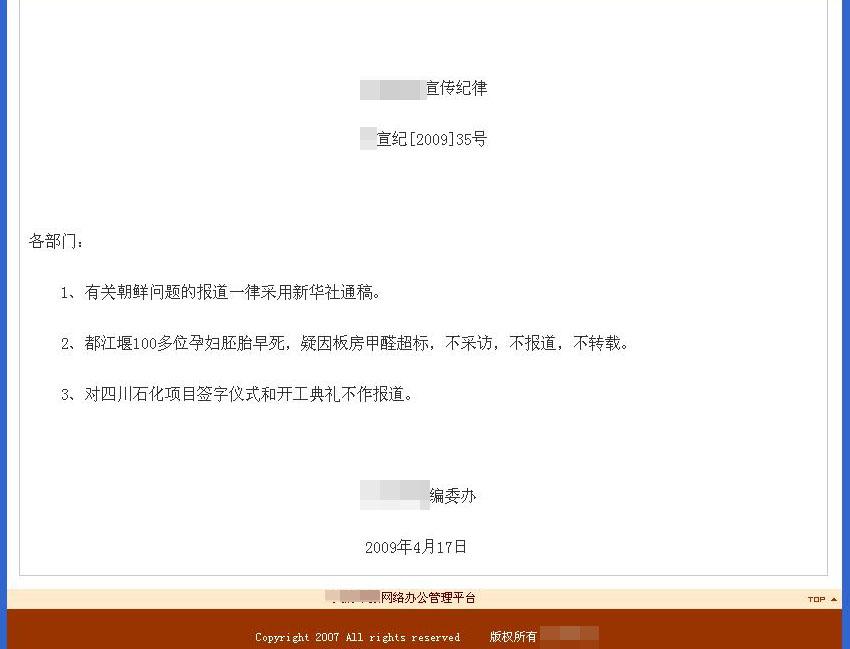 宣传纪律
宣纪[2009]35号
各部门：
1、有关朝鲜问题的报道一律采用新华社通稿。
2、都江堰100多位孕妇胚胎早死，疑因板房甲醛超标，不采访，不报道，不转载。
3、对四川石化项目签字仪式和开工典礼不作报道。
编委办
2009年4月17日
网络办公管理平台
TOP
Copyright 2007 All rights reserved 版权所有